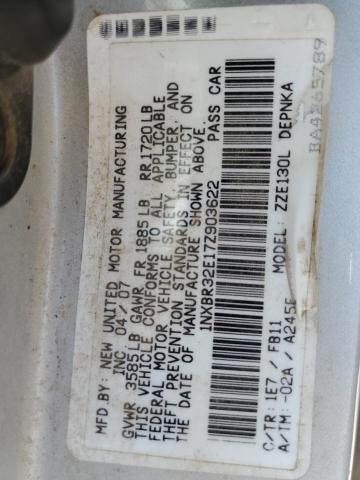 MFD. BY: NEW UNITED MOTOR MANUFACTURING
INC 04/07
GVWR 3585LB GAWR FR 1885LB RR1720LB
THIS VEHICLE CONFORMS TO ALL APPLICABLE
FEDERAL MOTOR VEHICLE SAFETY, BUMPER, AND
THEFT PREVENTION STANDARDS IN EFFECT ON
THE DATE OF MANUFACTURE SHOWN ABOVE.
1NXBR32E17Z903622 PASS CAR
C/TR: 1E7 / FB11 MODEL: ZZE130L DEPNKA
A/TM: -02A / A245E